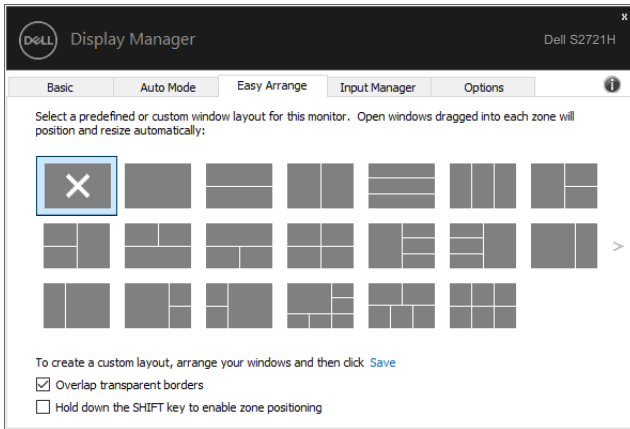 x
DELL Display Manager Dell S2721H
Basic Auto Mode Easy Arrange Input Manager Options
Select a predefined or custom window layout for this monitor. Open windows dragged into each zone will
position and resize automatically:
>
To create a custom layout, arrange your windows and then click Save
Overlap transparent borders
Hold down the SHIFT key to enable zone positioning